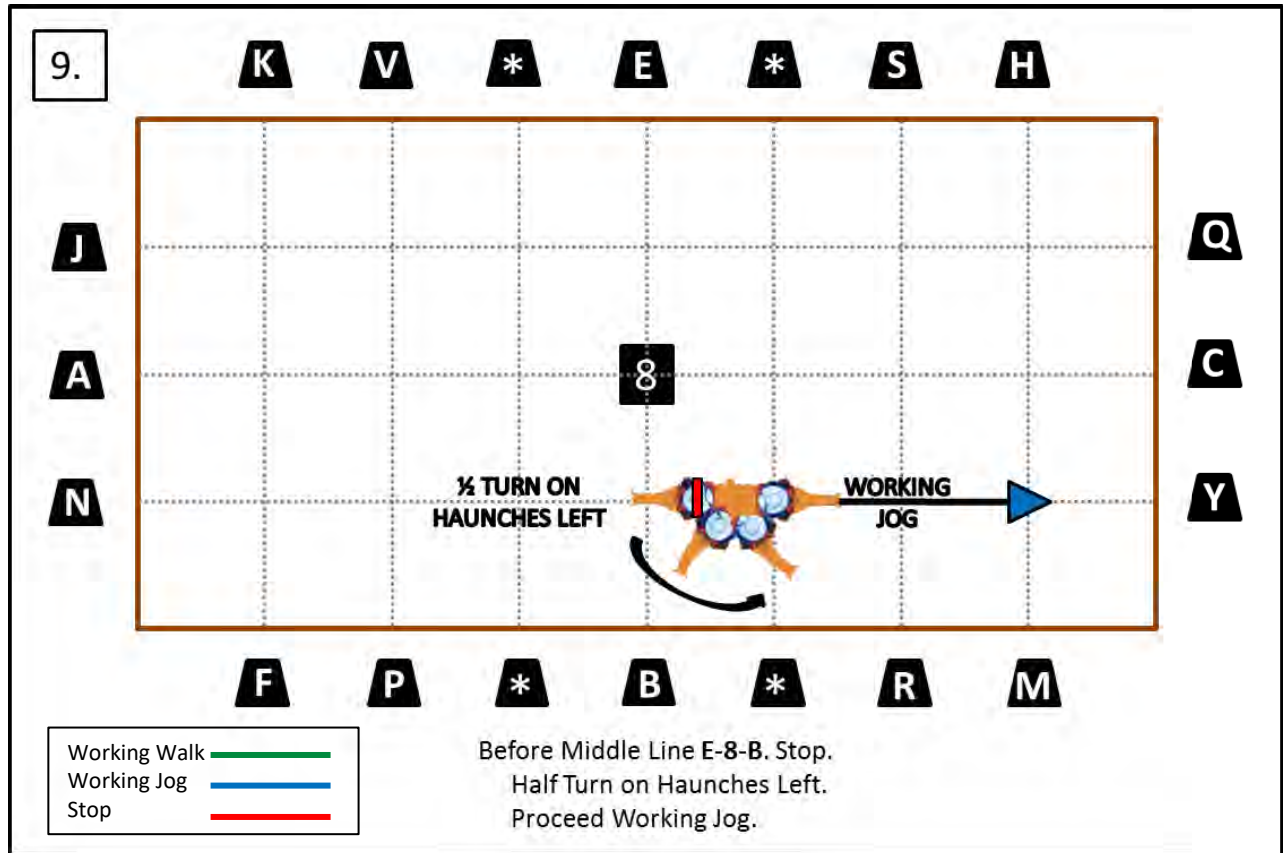 9.
K V * E * S H
J
Q
A
8
C
N
½ TURN ON
HAUNCHES LEFT
WORKING
JOG
Y
F P * B * R M
Working Walk
Working Jog
Stop
Before Middle Line E-8-B. Stop.
Half Turn on Haunches Left.
Proceed Working Jog.